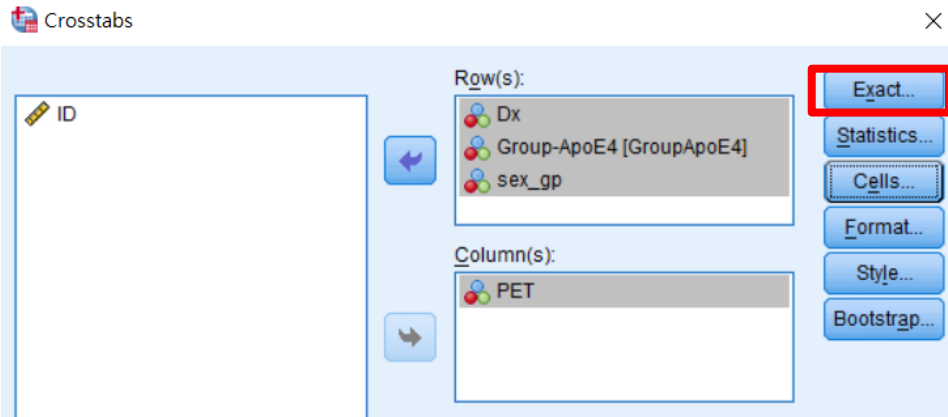 Crosstabs
ID
Row(s):
Dx
Group-ApoE4 [GroupApoE4]
sex_gp
Column(s):
PET
Exact...
Statistics...
Cells...
Format...
Style...
Bootstrap...